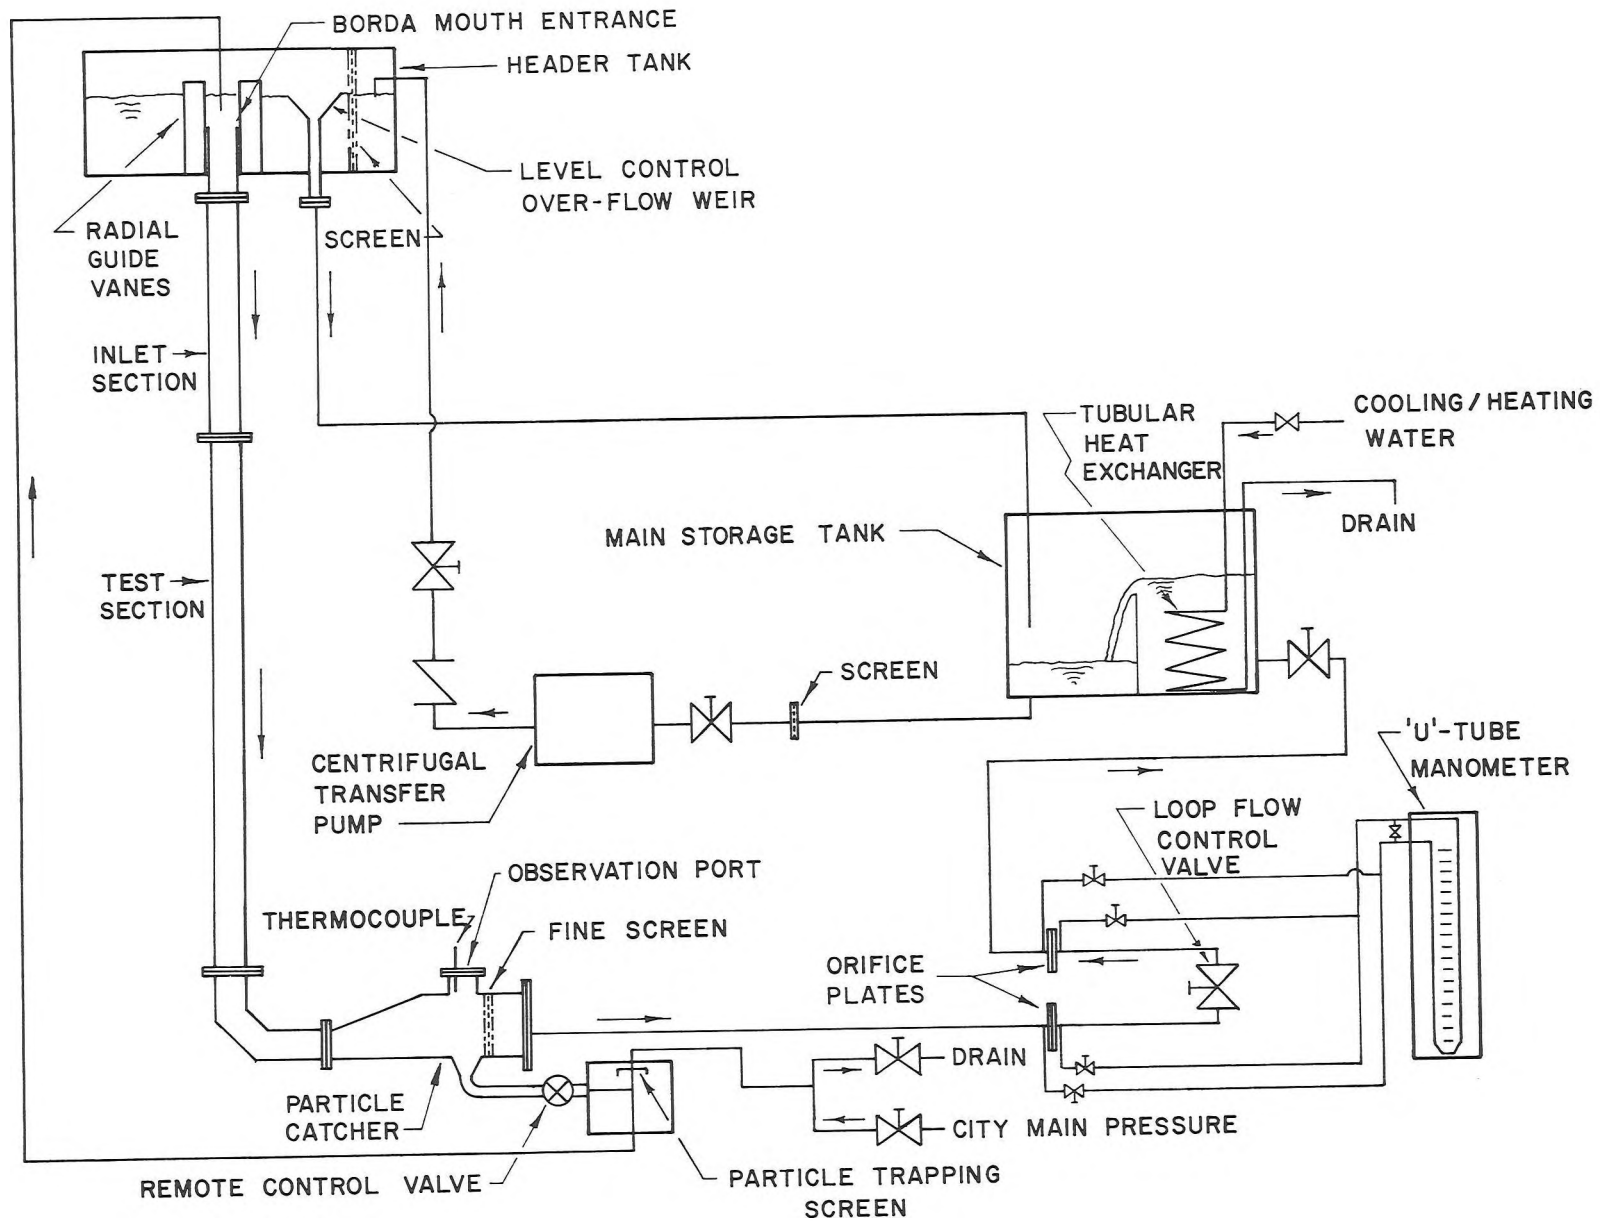 BORDA MOUTH ENTRANCE
HEADER TANK
LEVEL CONTROL
OVER-FLOW WEIR
RADIAL
GUIDE
VANES
SCREEN
INLET
SECTION
TUBULAR
HEAT
EXCHANGER
COOLING/HEATING
WATER
DRAIN
MAIN STORAGE TANK
TEST
SECTION
SCREEN
'U'-TUBE
MANOMETER
CENTRIFUGAL
TRANSFER
PUMP
LOOP FLOW
CONTROL
VALVE
OBSERVATION PORT
THERMOCOUPLE
FINE SCREEN
ORIFICE
PLATES
DRAIN
PARTICLE
CATCHER
CITY MAIN PRESSURE
REMOTE CONTROL VALVE
PARTICLE TRAPPING
SCREEN